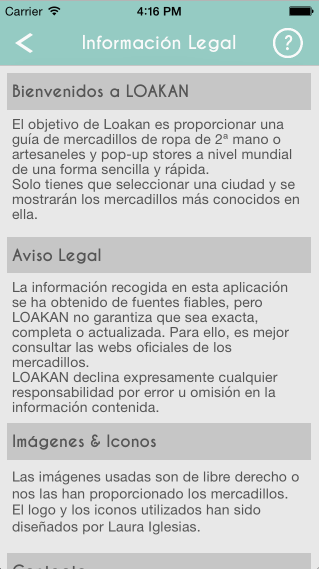 Carrier 4:16 PM
Información Legal ?
Bienvenidos a LOAKAN
El objetivo de Loakan es proporcionar una
guía de mercadillos de ropa de 2ª mano o
artesaneles y pop-up stores a nivel mundial
de una forma sencilla y rápida.
Solo tienes que seleccionar una ciudad y se
mostrarán los mercadillos más conocidos en
ella.
Aviso Legal
La información recogida en esta aplicación
se ha obtenido de fuentes fiables, pero
LOAKAN no garantiza que sea exacta,
completa o actualizada. Para ello, es mejor
consultar las webs oficiales de los
mercadillos.
LOAKAN declina expresamente cualquier
responsabilidad por error u omisión en la
información contenida.
Imágenes & Iconos
Las imágenes usadas son de libre derecho o
nos las han proporcionado los mercadillos.
El logo y los iconos utilizados han sido
diseñados por Laura Iglesias.